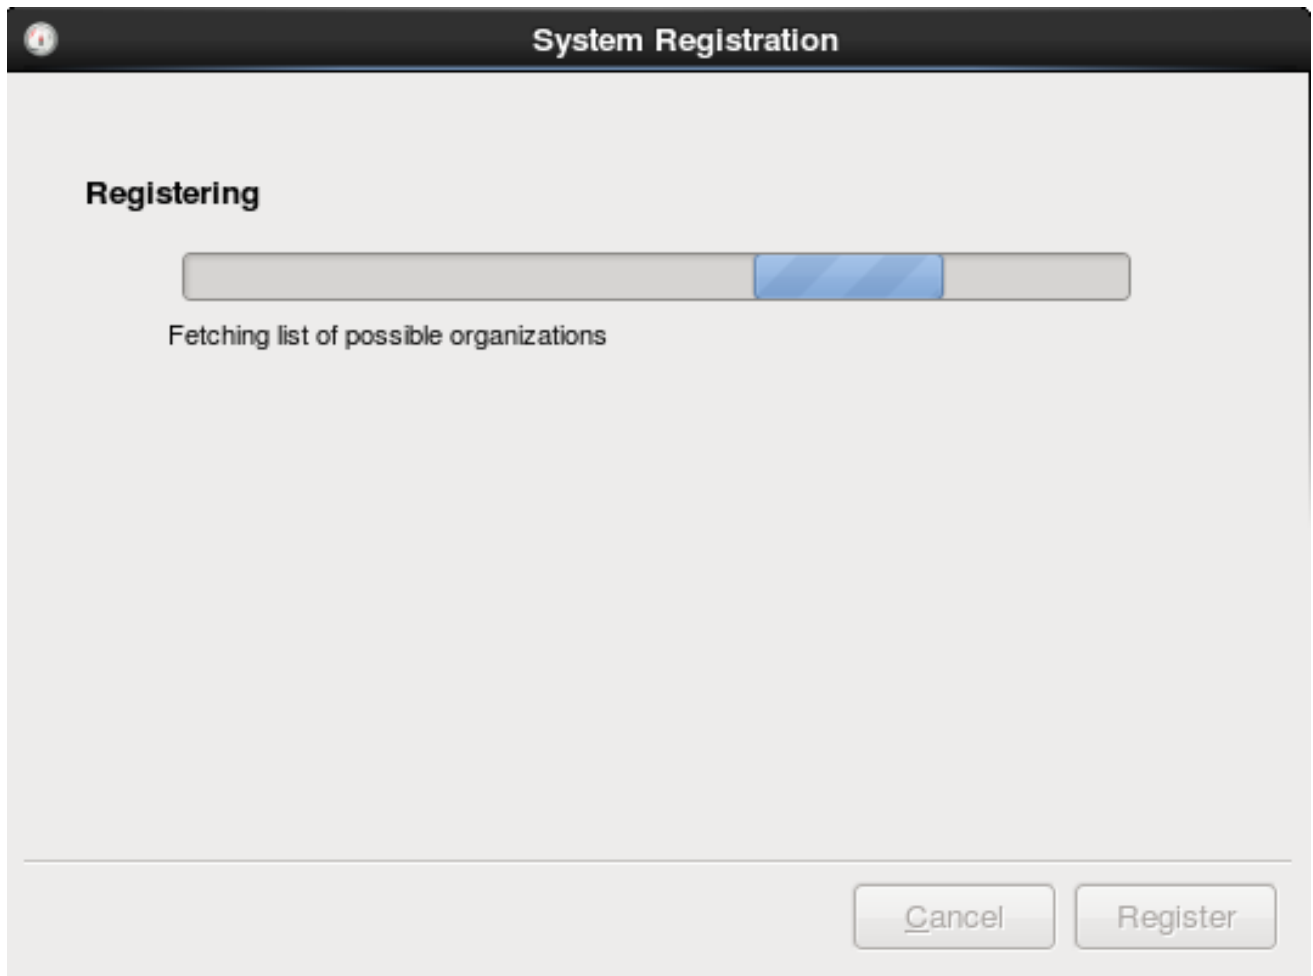 System Registration
Registering
Fetching list of possible organizations
Cancel
Register